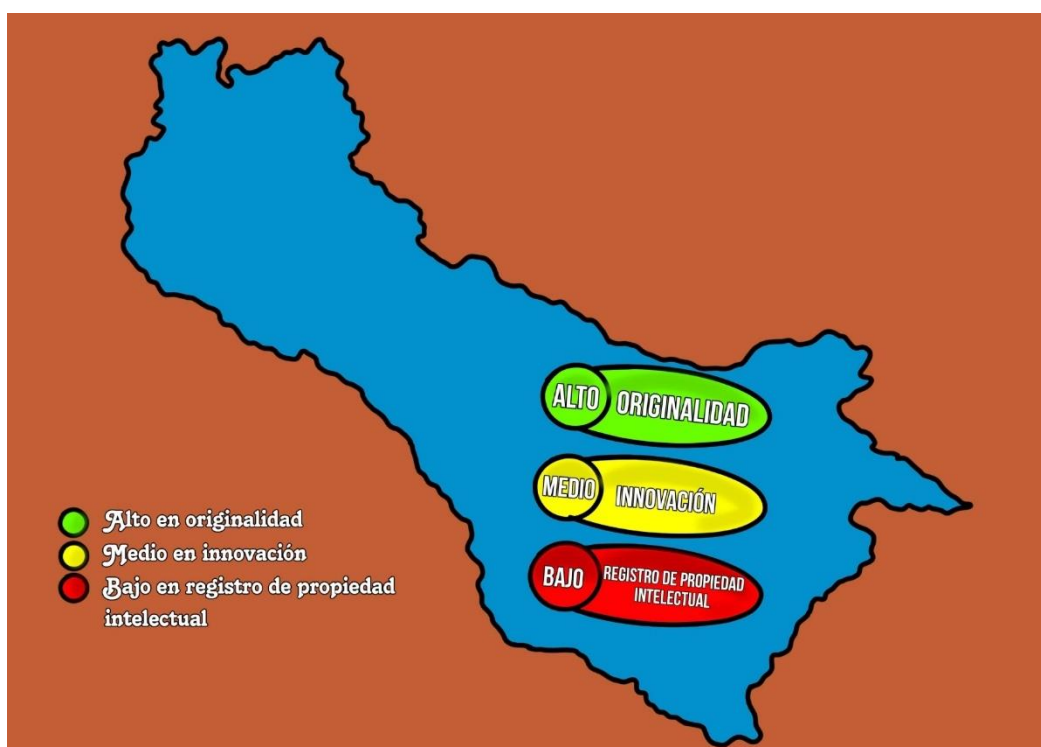 ALTO ORIGINALIDAD
MEDIO INNOVACIÓN
BAJO REGISTRO DE PROPIEDAD
INTELECTUAL
Alto en originalidad
Medio en innovación
Bajo en registro de propiedad
intelectual